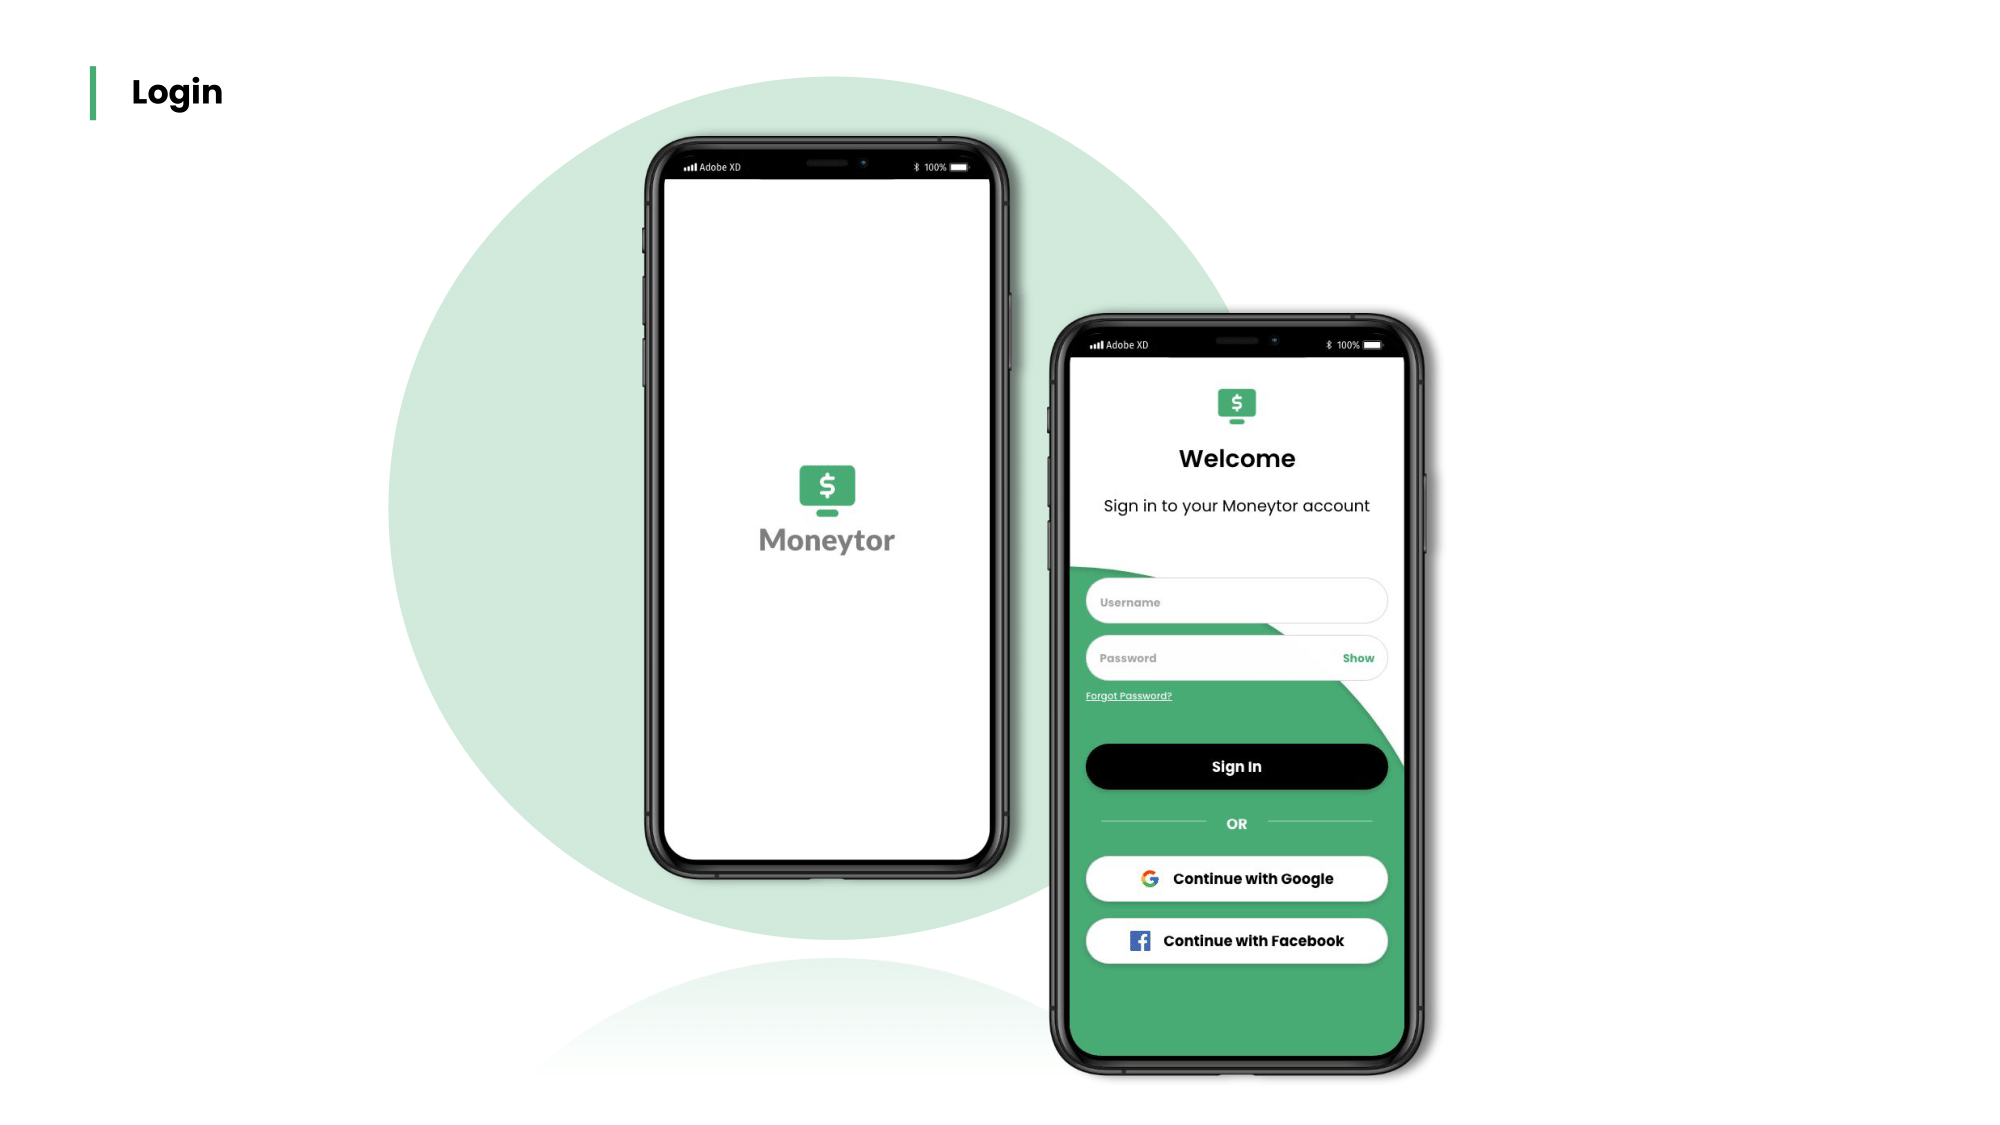 Login
Adobe XD 100%
$
Moneytor
Adobe XD 100%
$
Welcome
Sign in to your Moneytor account
Username
Password Show
Forgot Password?
Sign In
OR
G Continue with Google
f Continue with Facebook